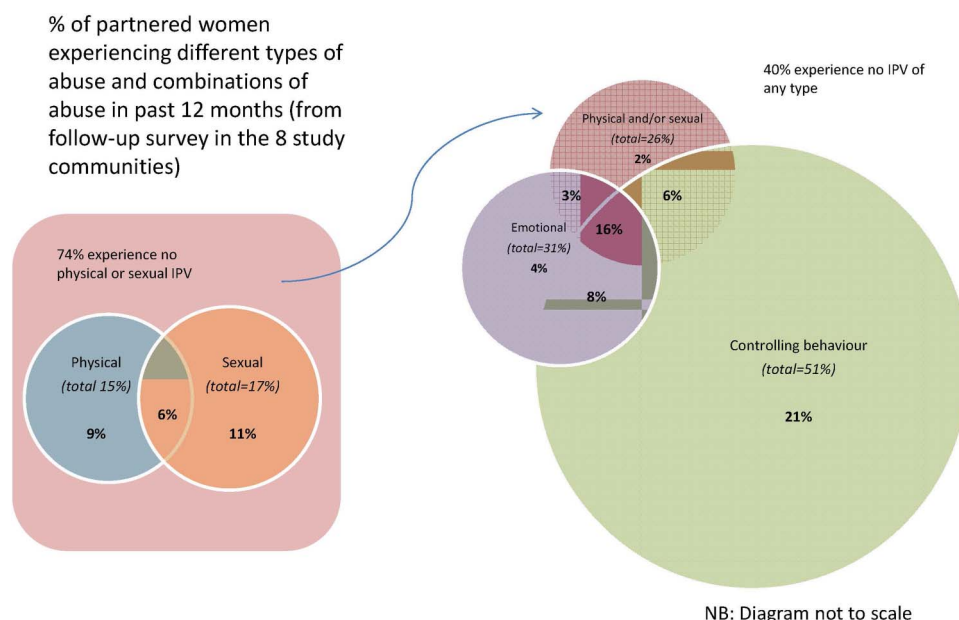 % of partnered women
experiencing different types of
abuse and combinations of
abuse in past 12 months (from
follow-up survey in the 8 study
communities)
74% experience no
physical or sexual IPV
Physical
(total 15%)
9%
6%
Sexual
(total=17%)
11%
40% experience no IPV of
any type
Physical and/or sexual
(total=26%)
2%
3%
6%
16%
Emotional
(total=31%)
4%
8%
Controlling behaviour
(total=51%)
21%
NB: Diagram not to scale